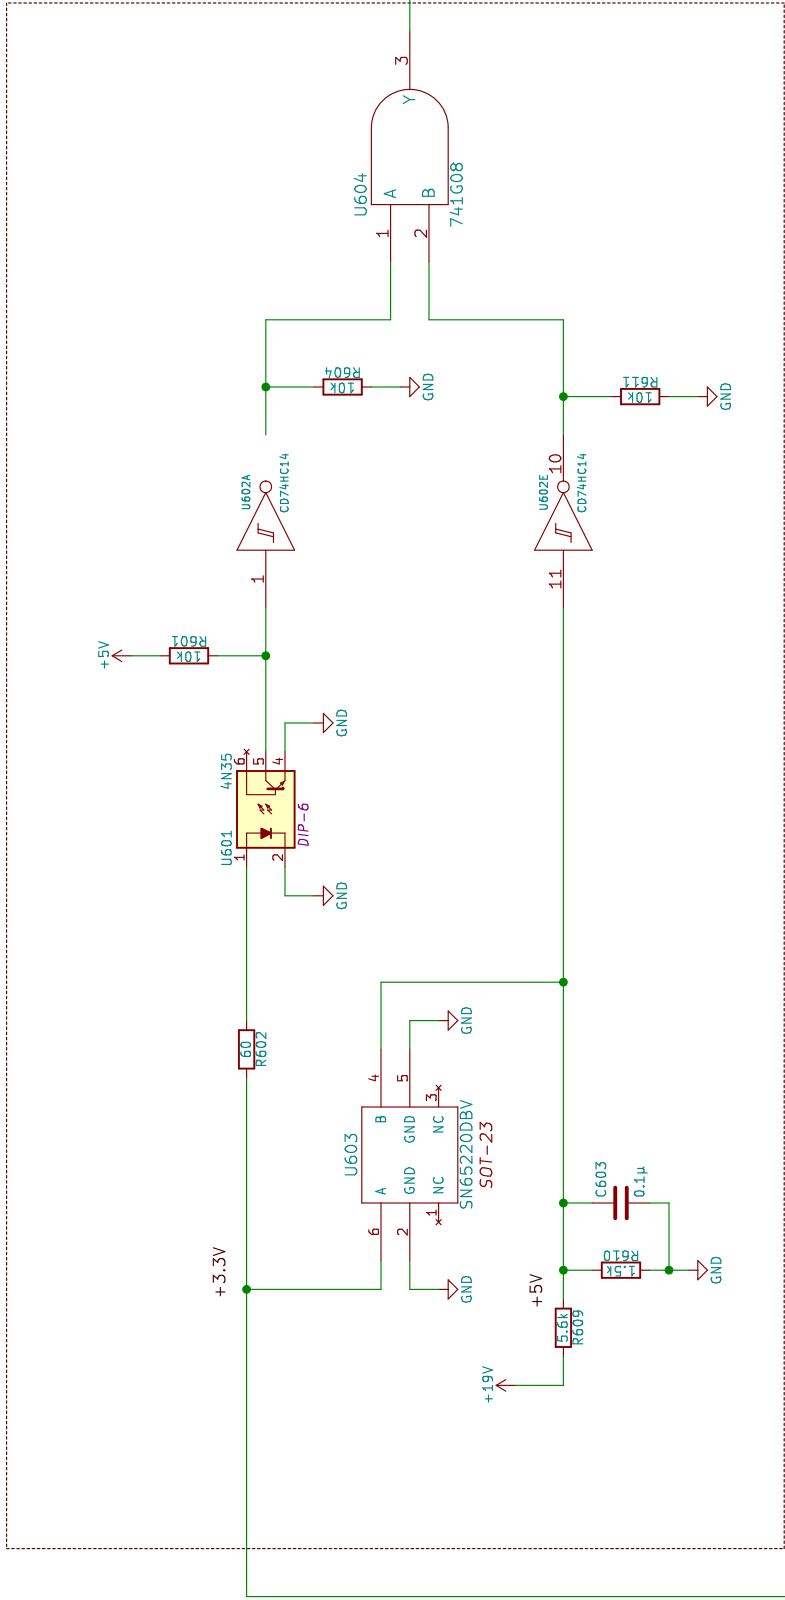 3
Y
U604
A
B
741G08
1
2
R604
10k
GND
R611
10k
GND
U602A
CD74HC14
10
U602E
CD74HC14
1
11
+5V
R601
10k
GND
4N35
6
5
4
U601
DIP-6
1
2
GND
60
R602
GND
4
5
3
B
GND
NC
U603
SN65220DBV
SOT-23
A
GND
NC
6
2
1
C603
0.1µ
+3.3V
GND
R610
1.5k
GND
+5V
5.6k
R609
+19V